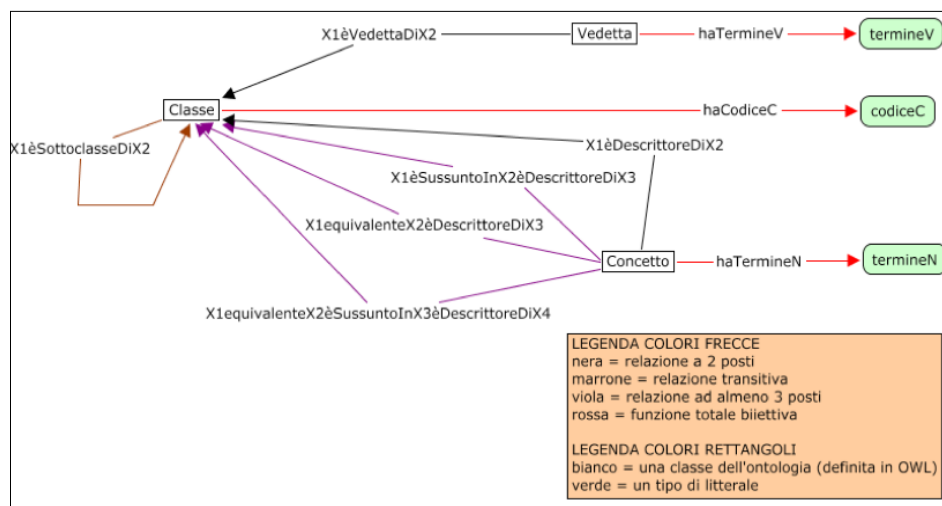 X1èVedettaDiX2
Vedetta
haTermineV
termineV
Classe
haCodiceC
codiceC
X1èSottoclasseDiX2
X1èDescrittoreDiX2
X1èSussuntoInX2èDescrittoreDiX3
X1equivalenteX2èDescrittoreDiX3
Concetto
haTermineN
termineN
X1equivalenteX2èSussuntoInX3èDescrittoreDiX4
LEGENDA COLORI FRECCE
nera = relazione a 2 posti
marrone = relazione transitiva
viola = relazione ad almeno 3 posti
rossa = funzione totale biiettiva
LEGENDA COLORI RETTANGOLI
bianco = una classe dell'ontologia (definita in OWL)
verde = un tipo di litterale